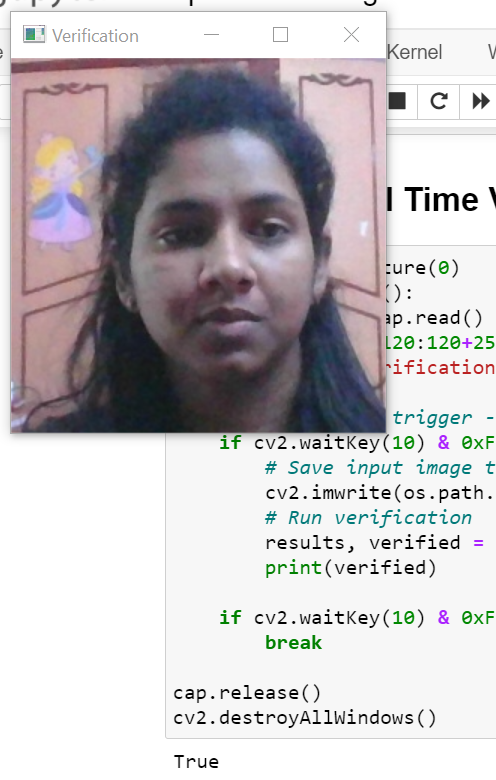 Verification
Kernel
l Time V
ture(0)
():
ap.read()
120:120+25
rification
trigger -
if cv2.waitKey(10) & 0xF
# Save input image t
cv2.imwrite(os.path.
# Run verification
results, verified =
print(verified)
if cv2.waitKey(10) & 0xF
break
cap.release()
cv2.destroyAllWindows()
True